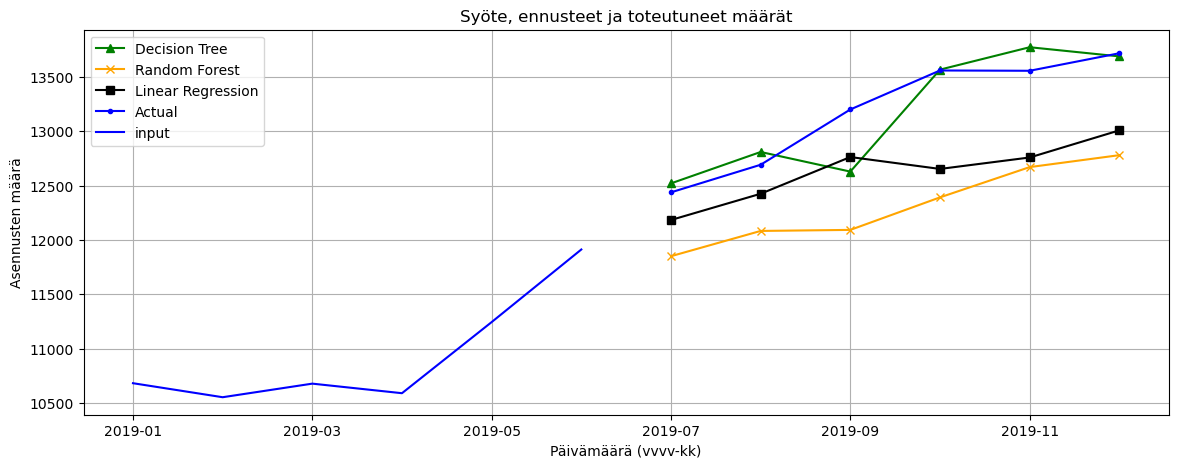 Syöte, ennusteet ja toteutuneet määrät
Decision Tree
Random Forest
Linear Regression
Actual
input
Asennusten määrä
13500
13000
12500
12000
11500
11000
10500
2019-01
2019-03
2019-05
2019-07
2019-09
2019-11
Päivämäärä (vvvv-kk)